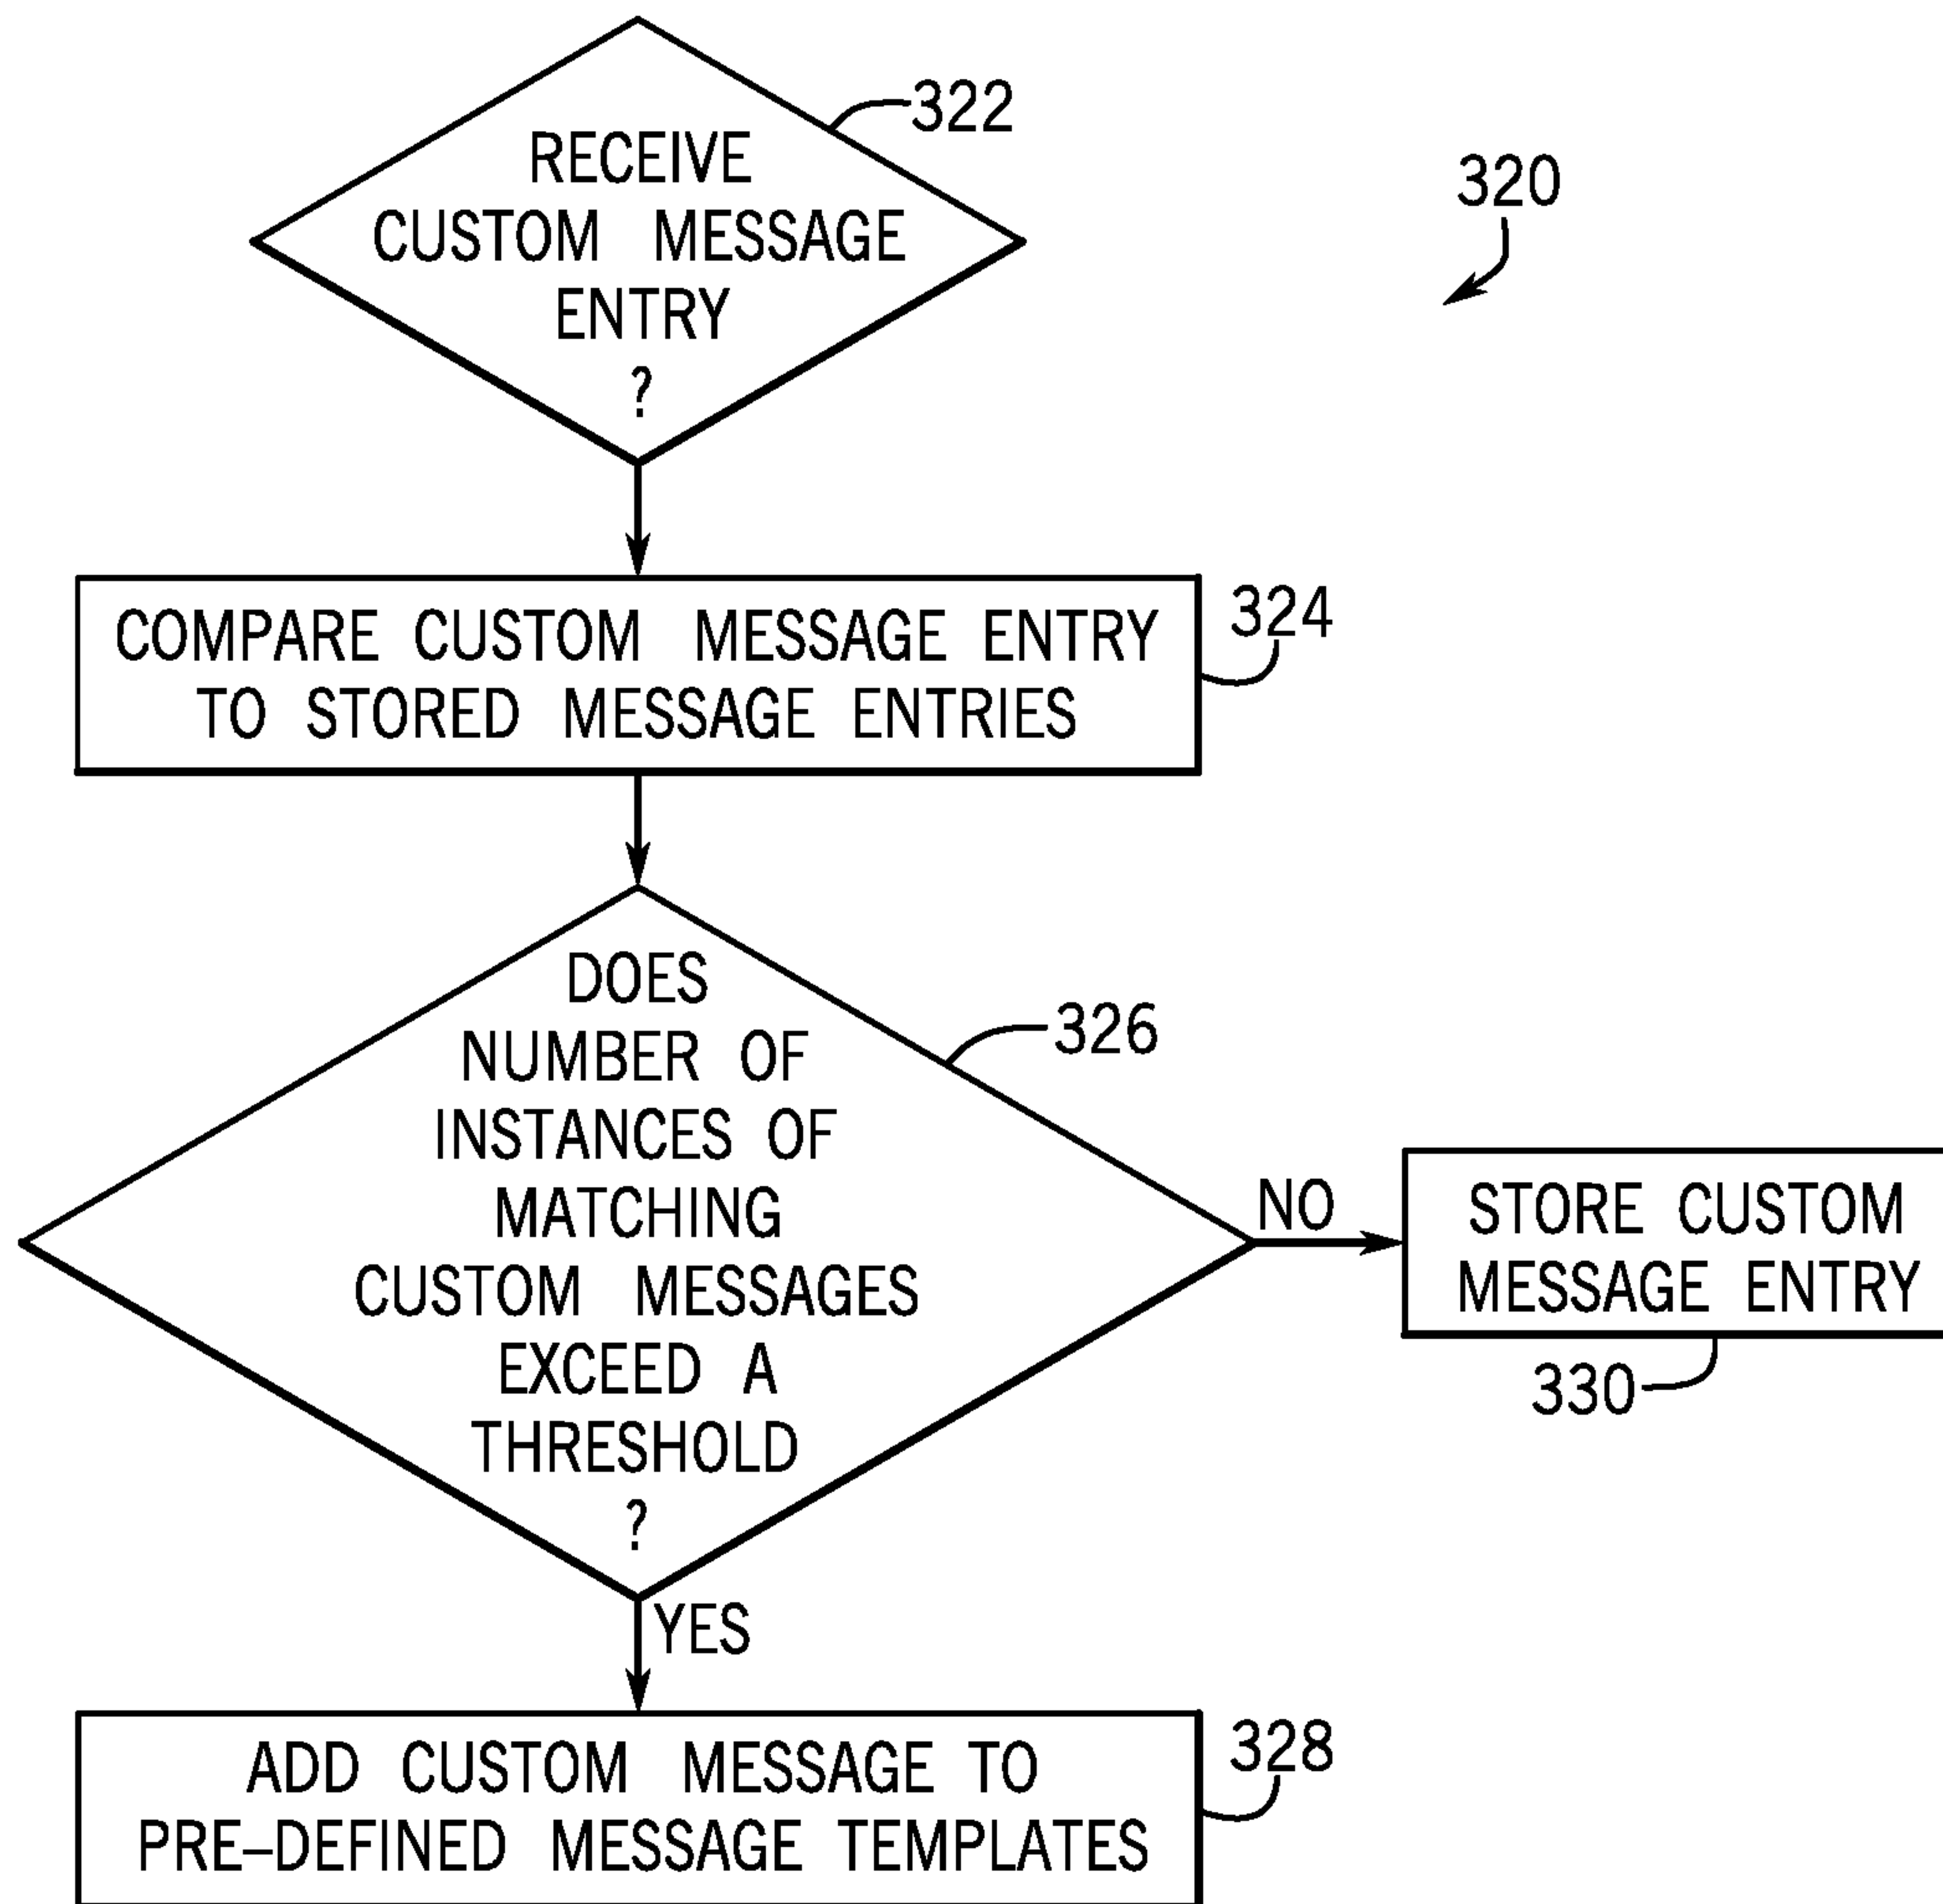 RECEIVE
CUSTOM MESSAGE
ENTRY
?
322
320
COMPARE CUSTOM MESSAGE ENTRY
TO STORED MESSAGE ENTRIES
324
DOES
NUMBER OF
INSTANCES OF
MATCHING
CUSTOM MESSAGES
EXCEED A
THRESHOLD
?
326
NO
STORE CUSTOM
MESSAGE ENTRY
330
YES
ADD CUSTOM MESSAGE TO
PRE-DEFINED MESSAGE TEMPLATES
328